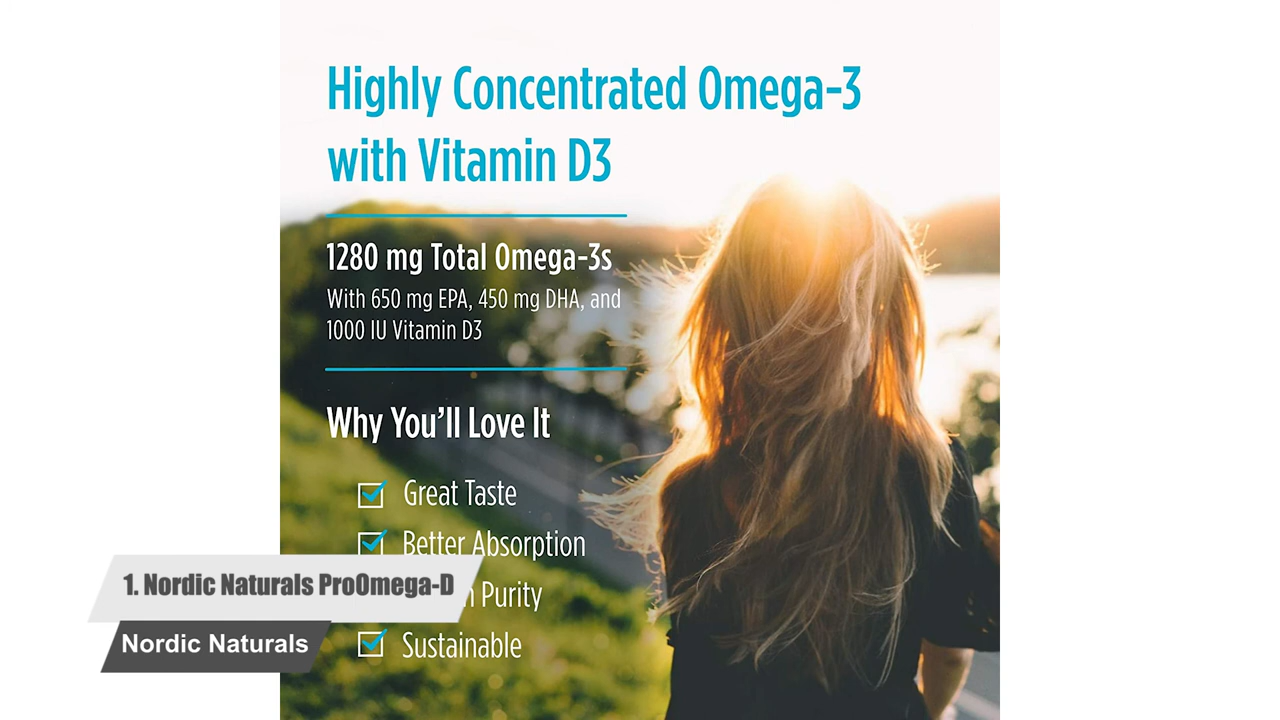 Highly Concentrated Omega-3
with Vitamin D3
1280 mg Total Omega-3s
With 650 mg EPA, 450 mg DHA, and
1000 IU Vitamin D3
Why You'll Love It
Great Taste
Better Absorption
Purity
Sustainable
1. Nordic Naturals ProOmega-D
Nordic Naturals